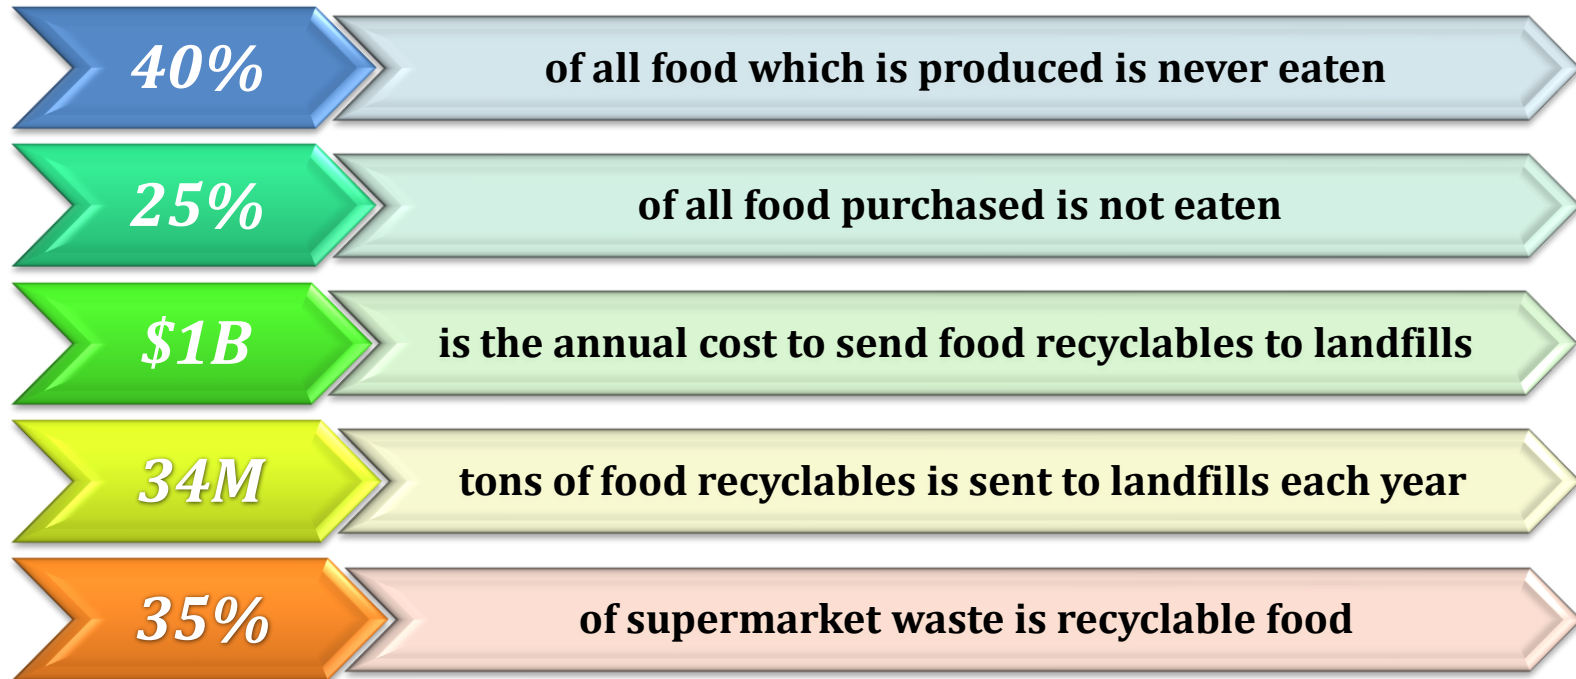 40% of all food which is produced is never eaten
25% of all food purchased is not eaten
$1B is the annual cost to send food recyclables to landfills
34M tons of food recyclables is sent to landfills each year
35% of supermarket waste is recyclable food